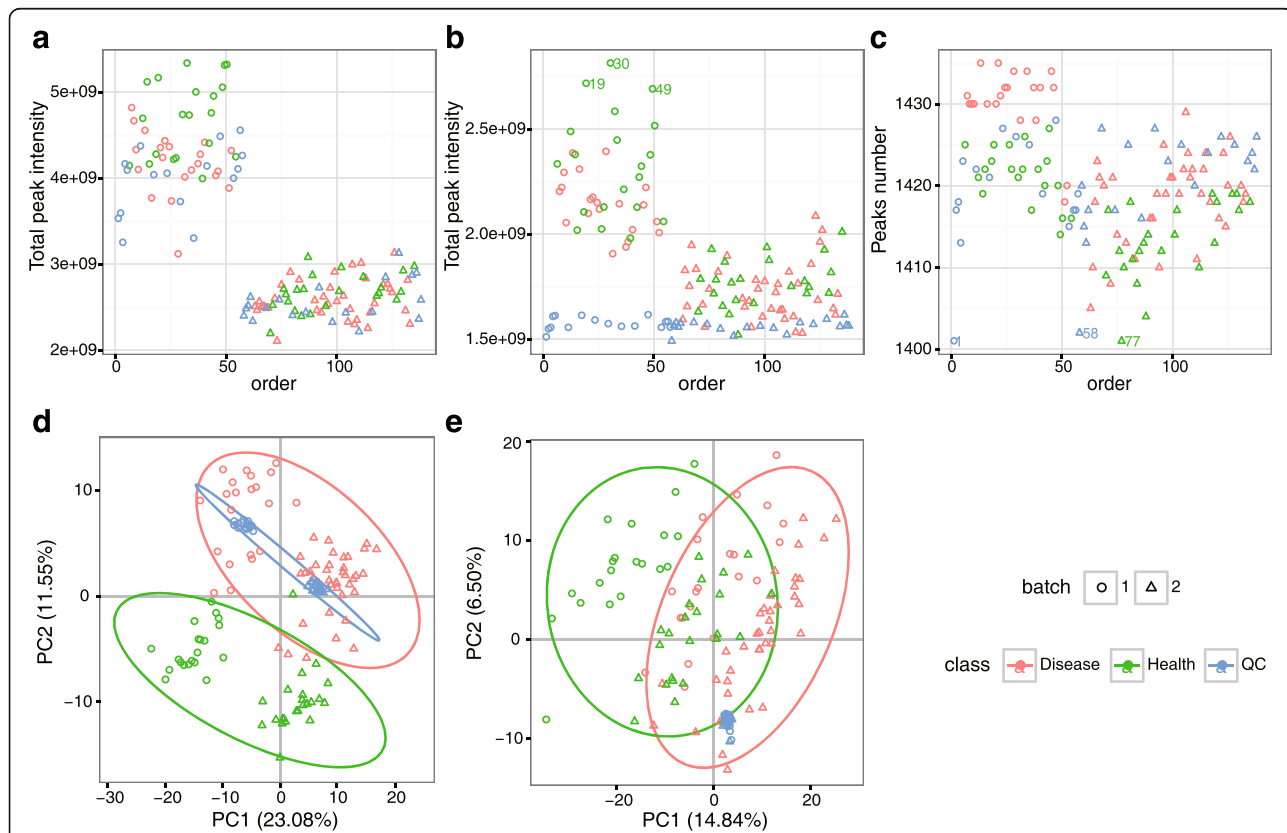 a
Total peak intensity
5e+09
4e+09
3e+09
2e+09
0
50
100
order
b
Total peak intensity
2.5e+09
2.0e+09
1.5e+09
30
19
49
0
50
100
order
c
Peaks number
1430
1420
1410
1400
1
58
77
0
50
100
order
d
PC2 (11.55%)
10
0
−10
−30
−20
−10
0
10
20
PC1 (23.08%)
e
PC2 (6.50%)
20
10
0
−10
−20
0
20
PC1 (14.84%)
batch 1 2
class Disease Health QC